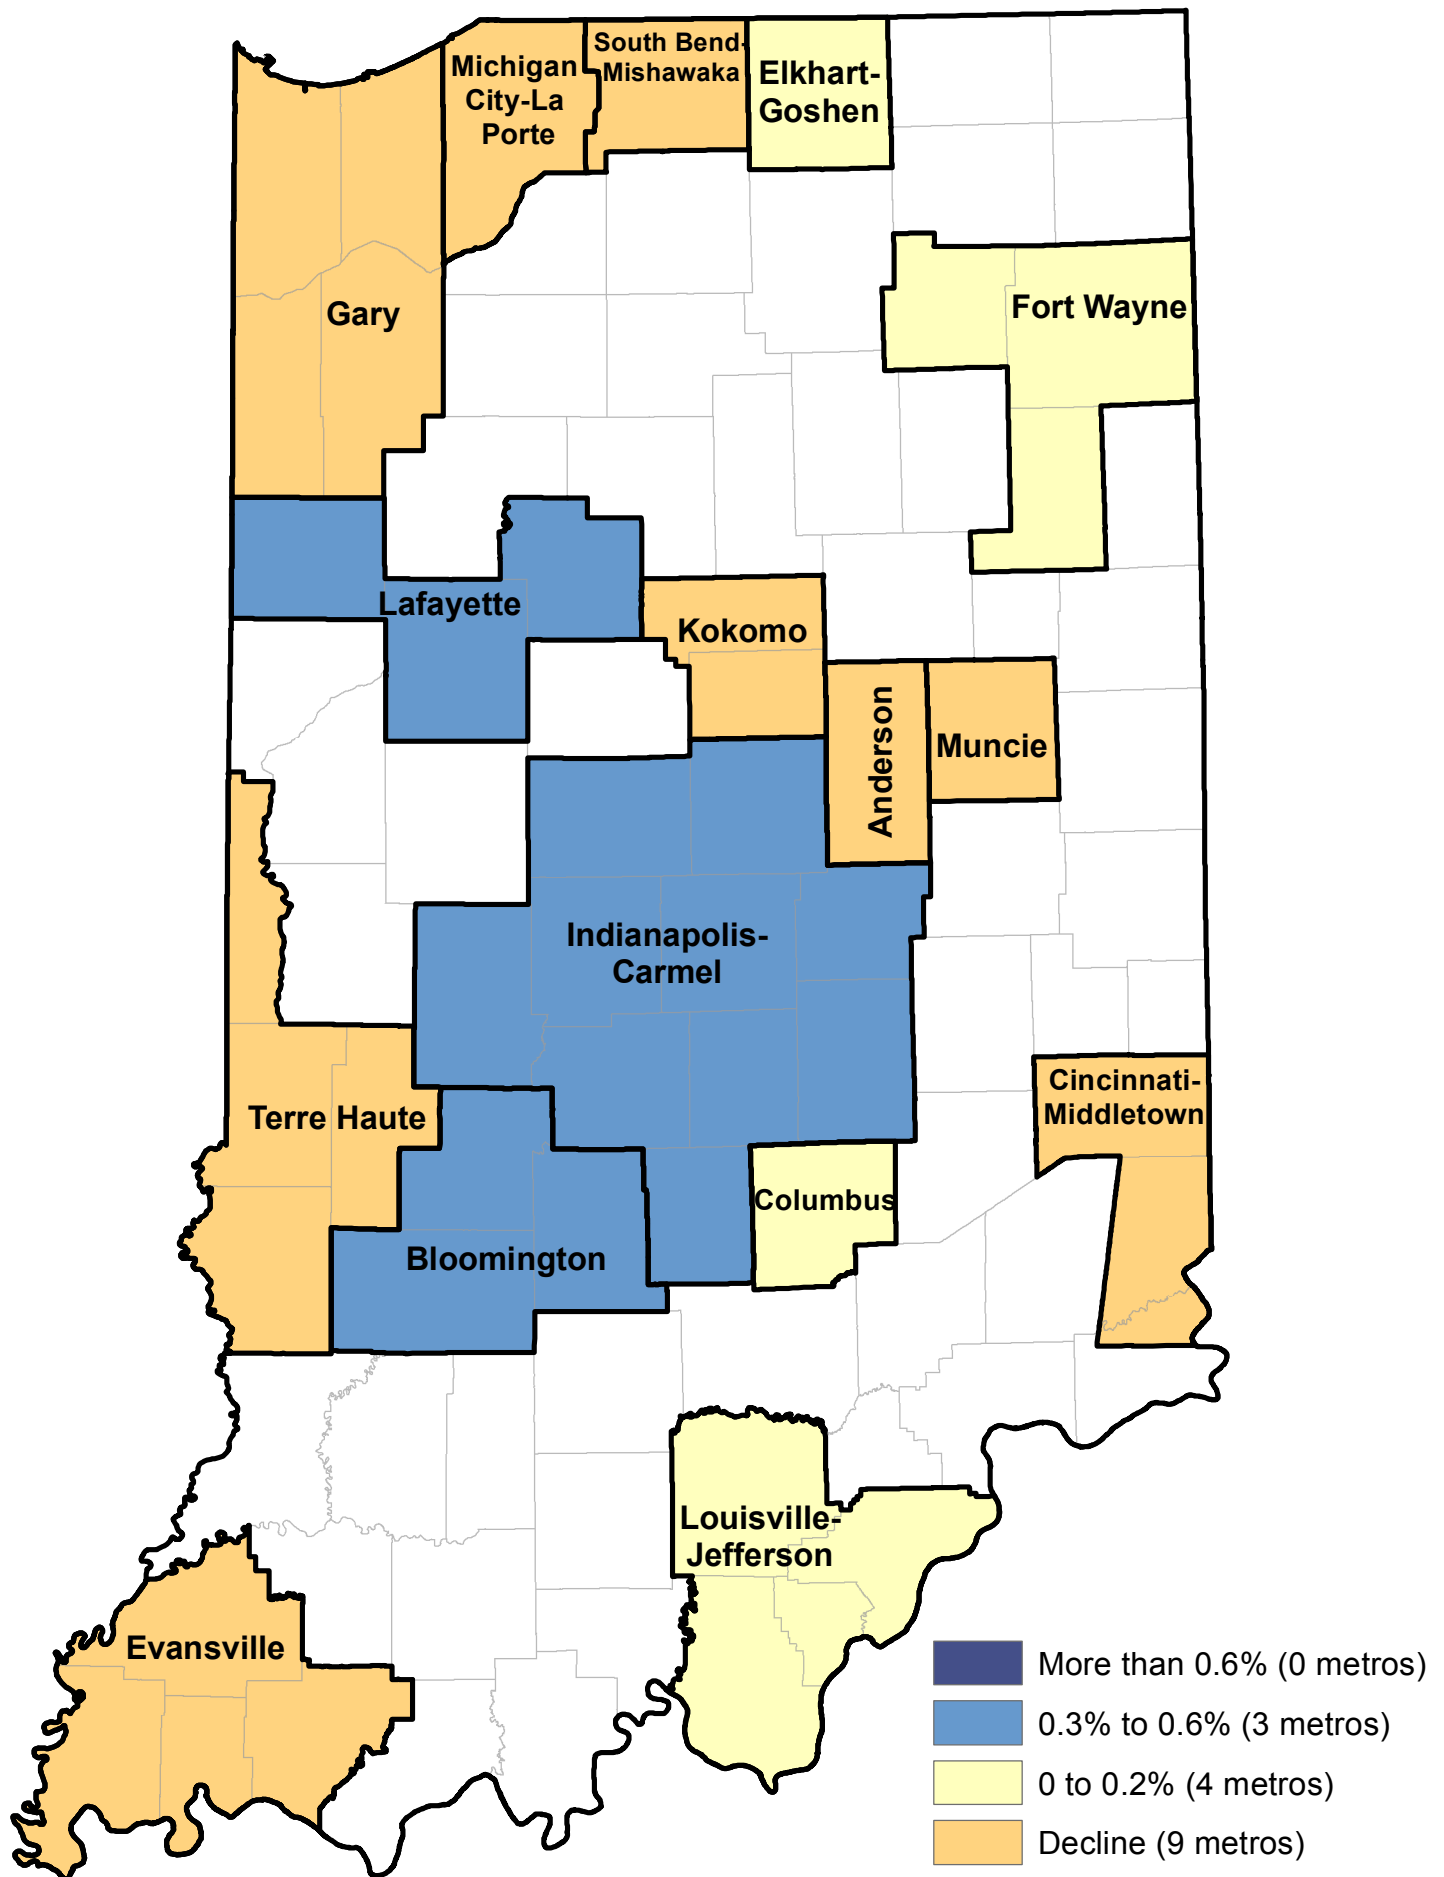 South Bend-
Mishawaka
Michigan
City-La
Porte
Elkhart-
Goshen
Gary
Fort Wayne
Lafayette
Kokomo
Anderson
Muncie
Indianapolis-
Carmel
Cincinnati-
Middletown
Terre Haute
Columbus
Bloomington
Louisville-
Jefferson
Evansville
More than 0.6% (0 metros)
0.3% to 0.6% (3 metros)
0 to 0.2% (4 metros)
Decline (9 metros)